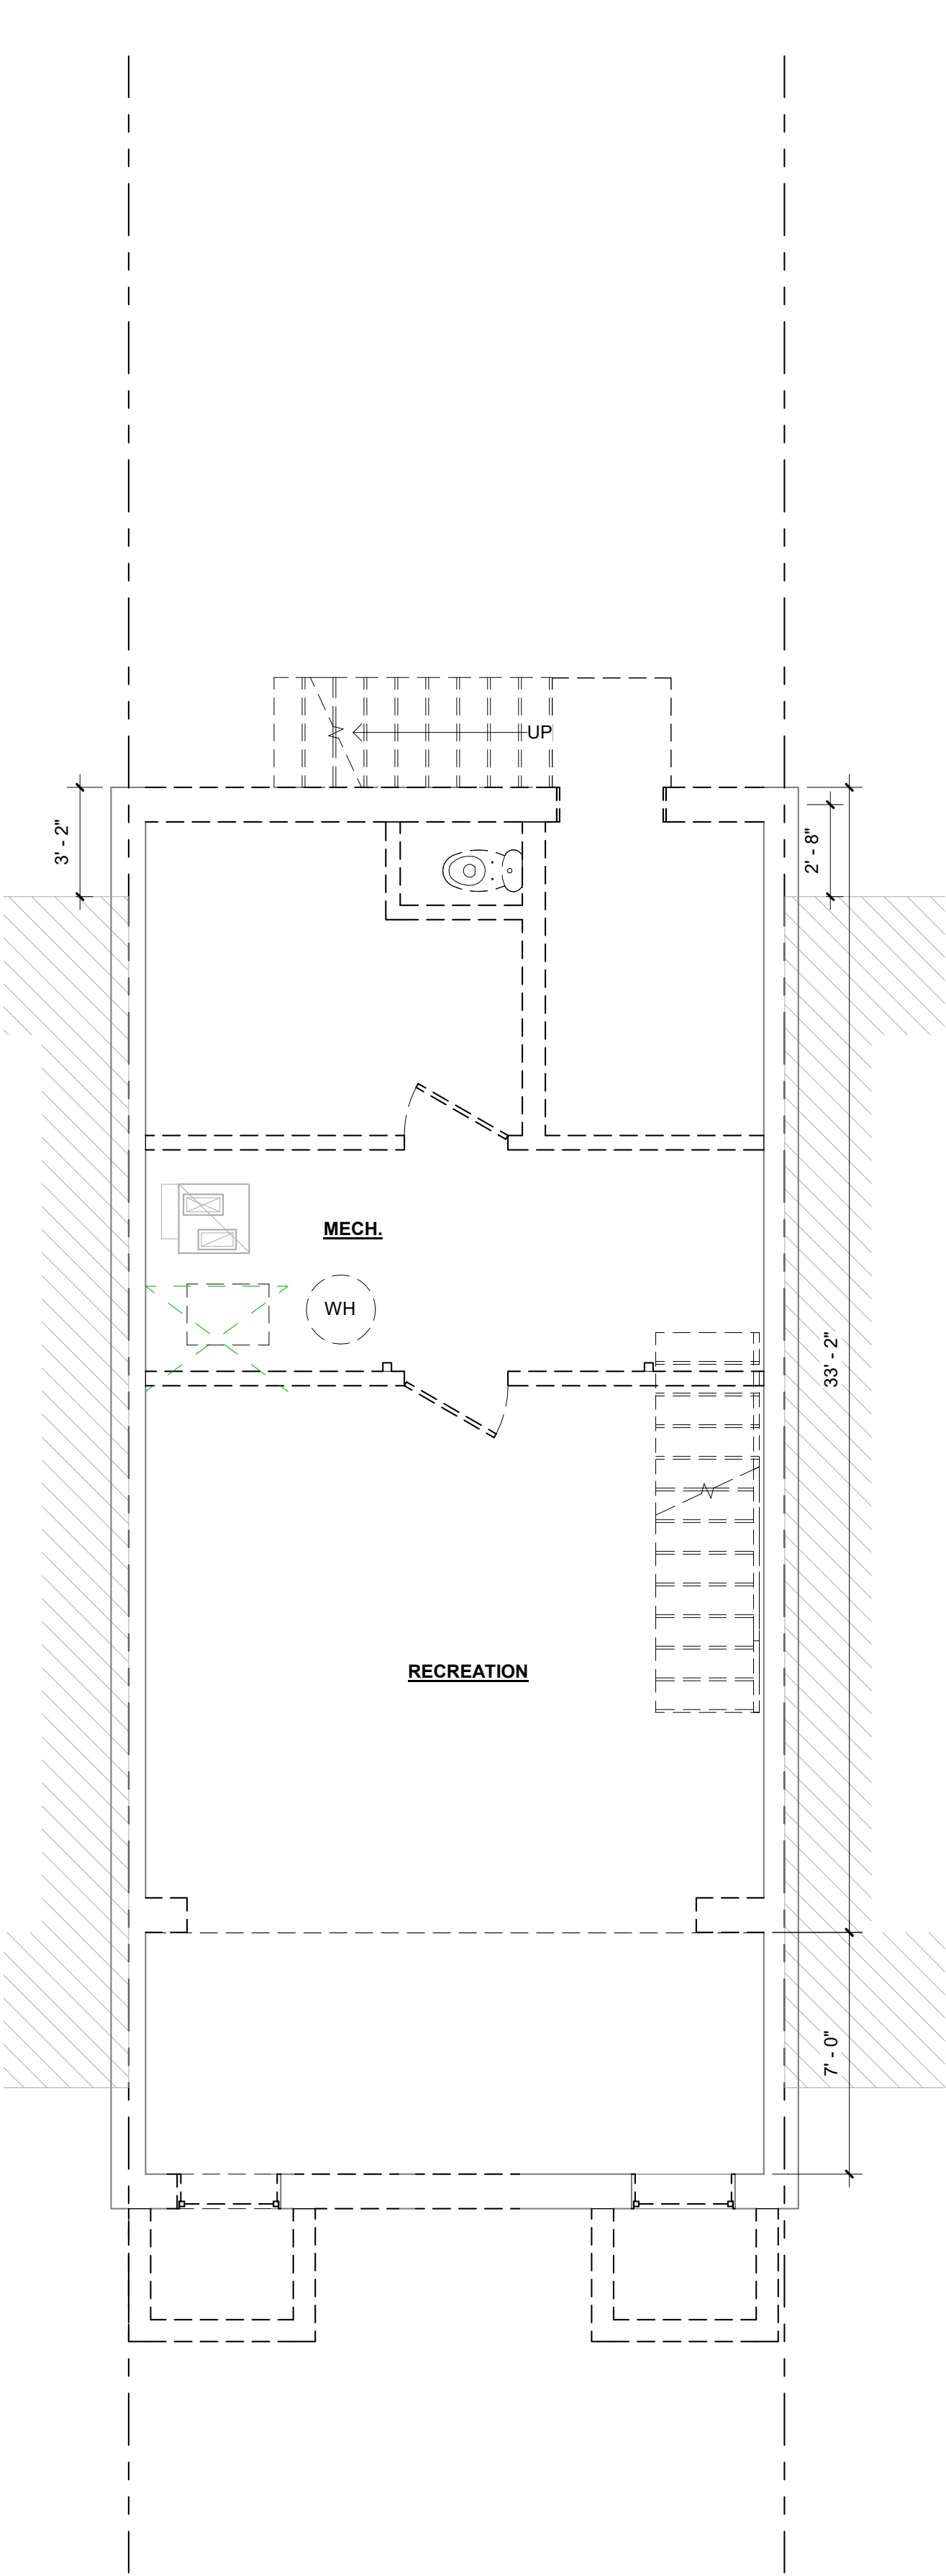 UP
3' - 2"
2' - 8"
MECH.
WH
33' - 2"
RECREATION
7' - 0"